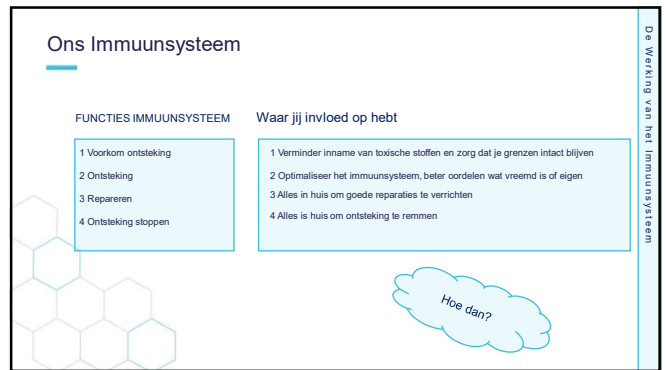 Ons Immuunsysteem
FUNCTIES IMMUUNSYSTEEM
1 Voorkom ontsteking
2 Ontsteking
3 Repareren
4 Ontsteking stoppen
Waar jij invloed op hebt
1 Verminder inname van toxische stoffen en zorg dat je grenzen intact blijven
2 Optimaliseer het immuunsysteem, beter oordelen wat vreemd is of eigen
3 Alles in huis om goede reparaties te verrichten
4 Alles is huis om ontsteking te remmen
Hoe dan?
De Werking van het Immuunsysteem